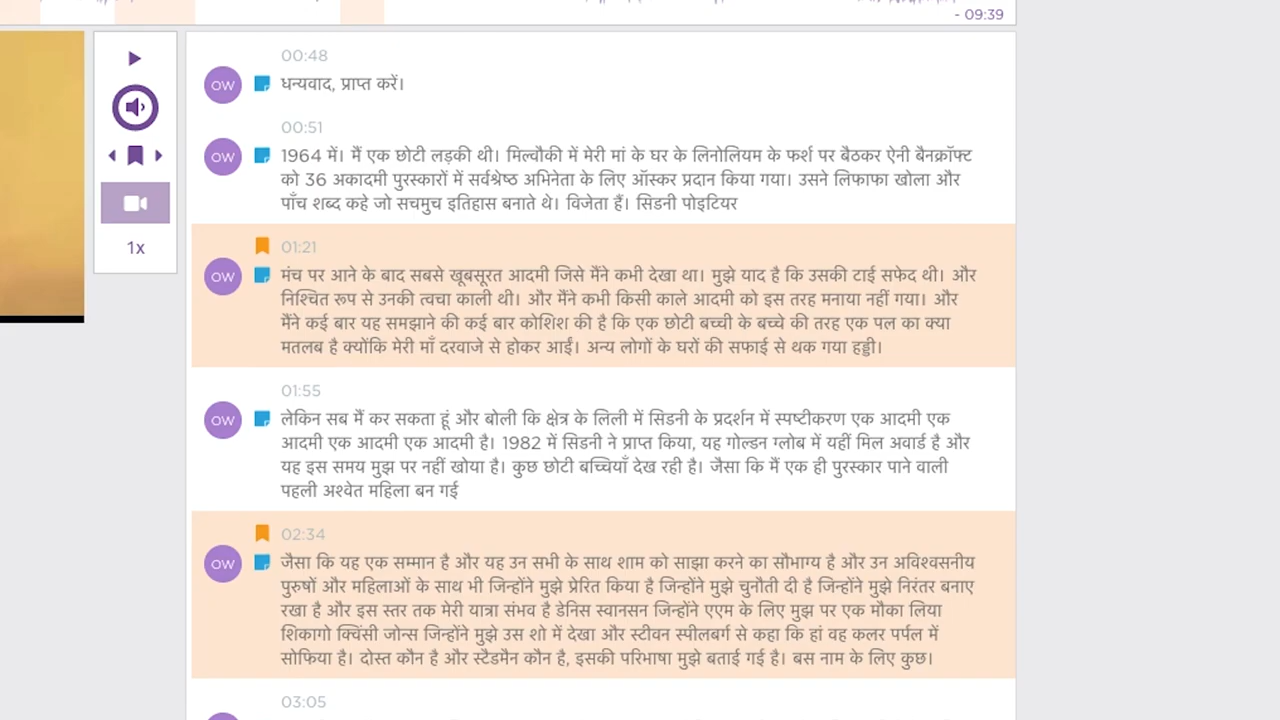 - 09:39
00:48
OW
धन्यवाद, प्राप्त करें।
00:51
OW
1964 में। मैं एक छोटी लड़की थी। मिल्वौकी में मेरी मां के घर के लिनोलियम के फर्श पर बैठकर ऐनी बैनक्रॉफ्ट
को 36 अकादमी पुरस्कारों में सर्वश्रेष्ठ अभिनेता के लिए ऑस्कर प्रदान किया गया। उसने लिफाफा खोला और
पाँच शब्द कहे जो सचमुच इतिहास बनाते थे। विजेता हैं। सिडनी पोइटियर
1x
01:21
OW
मंच पर आने के बाद सबसे खूबसूरत आदमी जिसे मैंने कभी देखा था। मुझे याद है कि उसकी टाई सफेद थी। और
निश्चित रूप से उनकी त्वचा काली थी। और मैंने कभी किसी काले आदमी को इस तरह मनाया नहीं गया। और
मैंने कई बार यह समझाने की कई बार कोशिश की है कि एक छोटी बच्ची के बच्चे की तरह एक पल का क्या
मतलब है क्योंकि मेरी माँ दरवाजे से होकर आईं। अन्य लोगों के घरों की सफाई से थक गया हड्डी।
01:55
OW
लेकिन सब मैं कर सकता हूं और बोली कि क्षेत्र के लिली में सिडनी के प्रदर्शन में स्पष्टीकरण एक आदमी एक
आदमी एक आदमी एक आदमी है। 1982 में सिडनी ने प्राप्त किया, यह गोल्डन ग्लोब में यहीं मिल अवार्ड है और
यह इस समय मुझ पर नहीं खोया है। कुछ छोटी बच्चियाँ देख रही है। जैसा कि मैं एक ही पुरस्कार पाने वाली
पहली अश्वेत महिला बन गई
02:34
OW
जैसा कि यह एक सम्मान है और यह उन सभी के साथ शाम को साझा करने का सौभाग्य है और उन अविश्वसनीय
पुरुषों और महिलाओं के साथ भी जिन्होंने मुझे प्रेरित किया है जिन्होंने मुझे चुनौती दी है जिन्होंने मुझे निरंतर बनाए
रखा है और इस स्तर तक मेरी यात्रा संभव है डेनिस स्वानसन जिन्होंने एएम के लिए मुझ पर एक मौका लिया
शिकागो क्विंसी जोन्स जिन्होंने मुझे उस शो में देखा और स्टीवन स्पीलबर्ग से कहा कि हां वह कलर पर्पल में
सोफिया है। दोस्त कौन है और स्टैडमैन कौन है, इसकी परिभाषा मुझे बताई गई है। बस नाम के लिए कुछ।
03:05